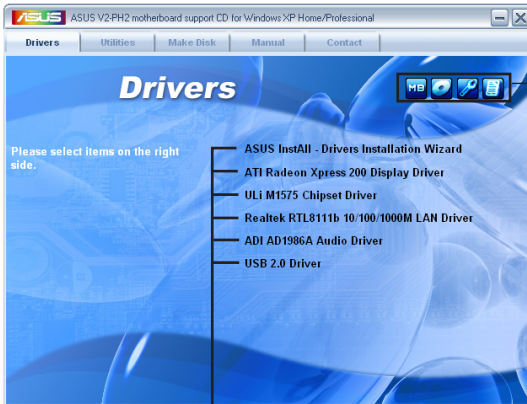 ASUS ASUS V2-PH2 motherboard support CD for Windows XP Home/Professional
Drivers Utilities Make Disk Manual Contact
Drivers
MB
Please select items on the right
side.
ASUS InstAll - Drivers Installation Wizard
ATI Radeon Xpress 200 Display Driver
ULi M1575 Chipset Driver
Realtek RTL8111b 10/100/1000M LAN Driver
ADI AD1986A Audio Driver
USB 2.0 Driver